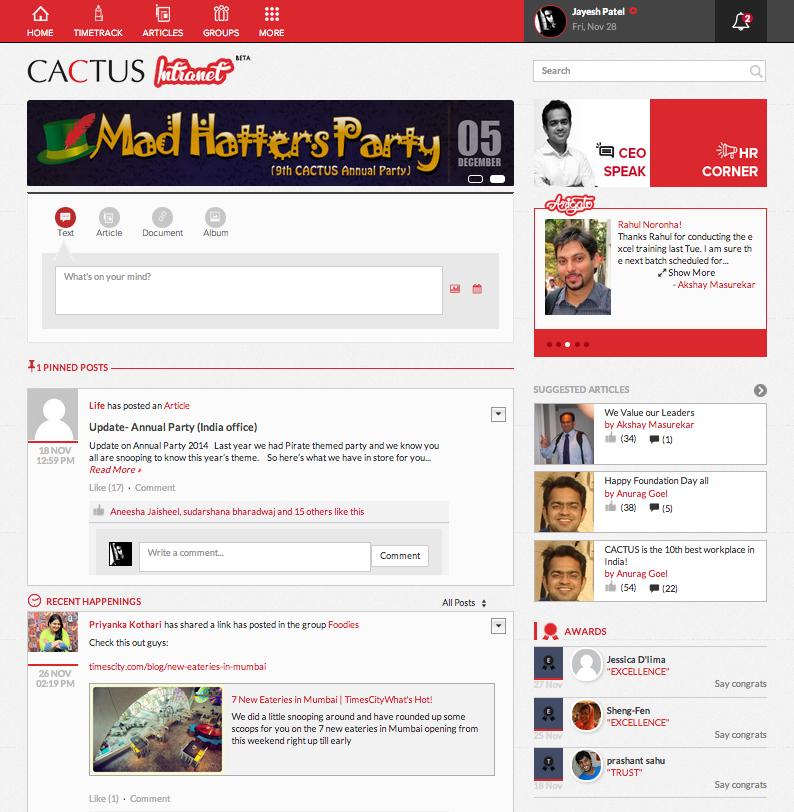 HOME
TIMETRACK
ARTICLES
GROUPS
MORE
Jayesh Patel
Fri, Nov 28
2
CACTUS Intranet BETA
Search
Mad Hatters Party
(9th CACTUS Annual Party)
05
DECEMBER
CEO
SPEAK
HR
CORNER
Text
Article
Document
Album
What's on your mind?
Arigato
Rahul Noronha!
Thanks Rahul for conducting the e
xcel training last Tue. I am sure th
e next batch scheduled for...
Show More
- Akshay Masurekar
1 PINNED POSTS
18 NOV
12:59 PM
Life has posted an Article
Update- Annual Party (India office)
Update on Annual Party 2014 Last year we had Pirate themed party and we know you
all are snooping to know this year's theme. So here's what we have in store for you...
Read More »
Like (17) · Comment
Aneesha Jaisheel, sudarshana bharadwaj and 15 others like this
Write a comment...
Comment
SUGGESTED ARTICLES
We Value our Leaders
by Akshay Masurekar
(34) (1)
Happy Foundation Day all
by Anurag Goel
(38) (5)
CACTUS is the 10th best workplace in
India!
by Anurag Goel
(54) (22)
RECENT HAPPENINGS
All Posts
26 NOV
02:19 PM
Priyanka Kothari has shared a link has posted in the group Foodies
Check this out guys:
timescity.com/blog/new-eateries-in-mumbai
7 New Eateries in Mumbai | TimesCityWhat's Hot!
We did a little snooping around and have rounded up some
scoops for you on the 7 new eateries in Mumbai opening from
this weekend right up till early
Like (1) · Comment
AWARDS
E
27 Nov
Jessica D'lima
"EXCELLENCE"
Say congrats
E
25 Nov
Sheng-Fen
"EXCELLENCE"
Say congrats
T
18 Nov
prashant sahu
"TRUST"
Say congrats